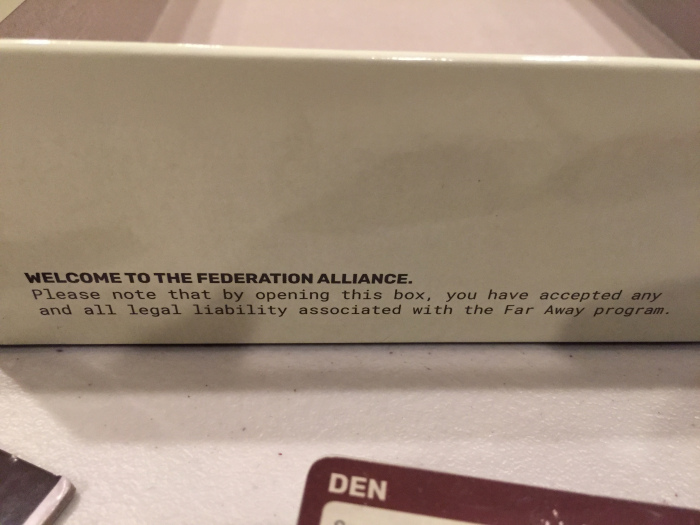 WELCOME TO THE FEDERATION ALLIANCE.
Please note that by opening this box, you have accepted any
and all legal liability associated with the Far Away program.
DEN